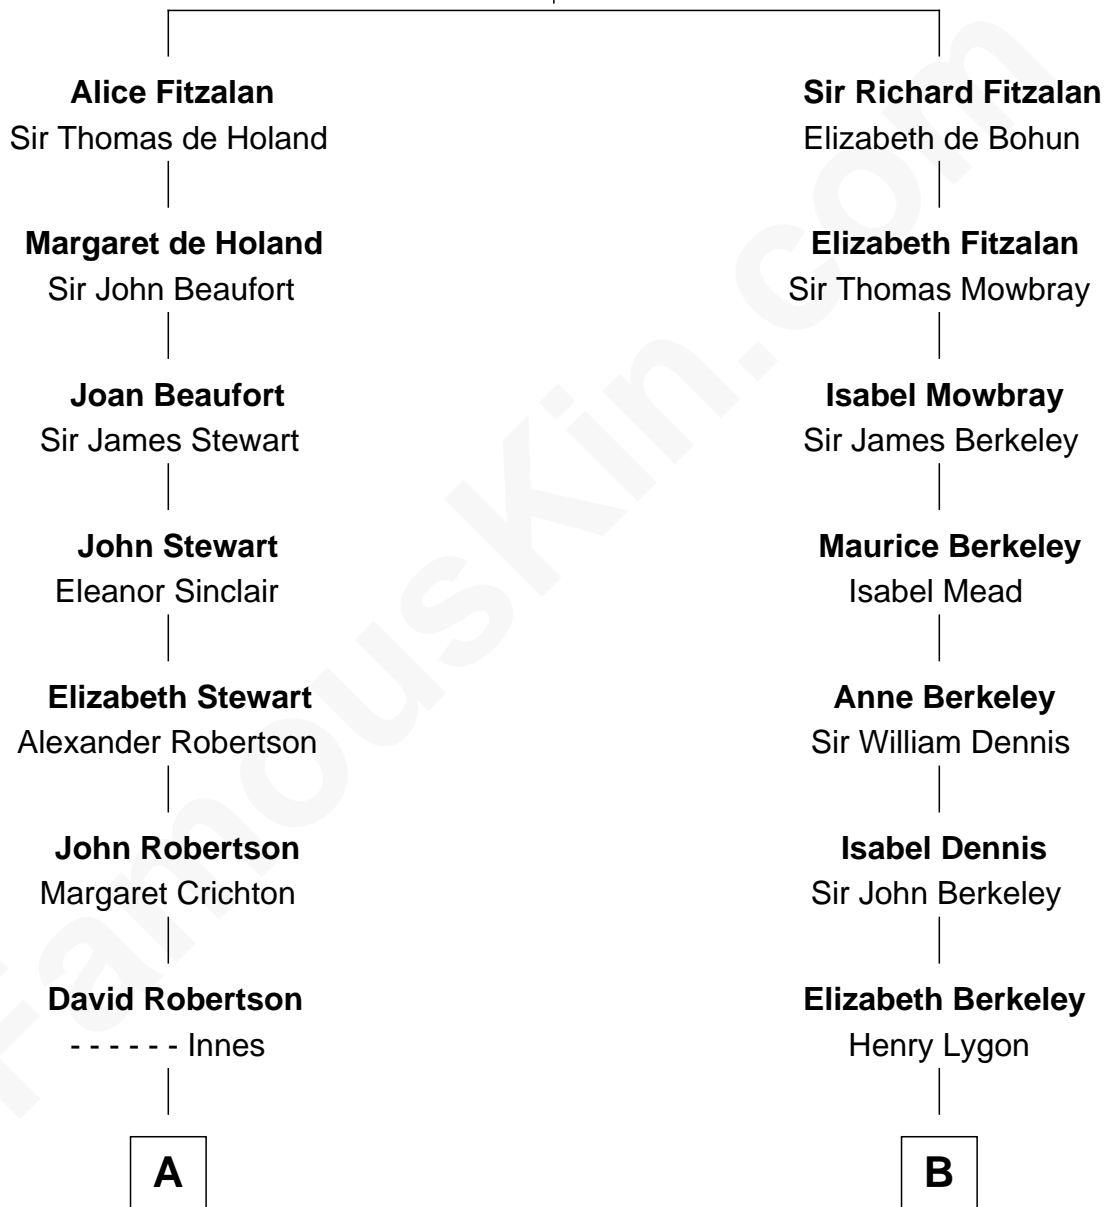 Alice Fitzalan
Sir Thomas de Holand
Margaret de Holand
Sir John Beaufort
Joan Beaufort
Sir James Stewart
John Stewart
Eleanor Sinclair
Elizabeth Stewart
Alexander Robertson
John Robertson
Margaret Crichton
David Robertson
- - - - - - Innes
A
Sir Richard Fitzalan
Elizabeth de Bohun
Elizabeth Fitzalan
Sir Thomas Mowbray
Isabel Mowbray
Sir James Berkeley
Maurice Berkeley
Isabel Mead
Anne Berkeley
Sir William Dennis
Isabel Dennis
Sir John Berkeley
Elizabeth Berkeley
Henry Lygon
B
FamousKin.com